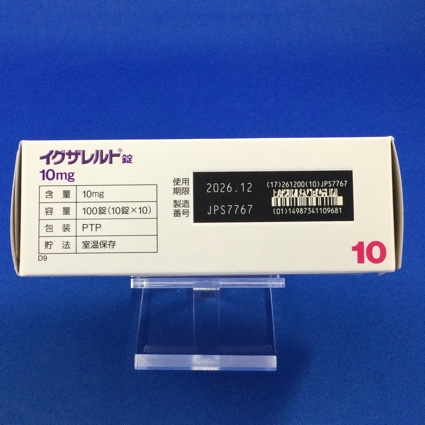 イグザレルト®錠
10mg
含 量 10mg
容 量 100錠(10錠×10)
包 装 PTP
貯 法 室温保存
D9
使用期限 2026.12
製造番号 JPS7767
(17)261200(10)JPS7767
(01)14987341109681
10